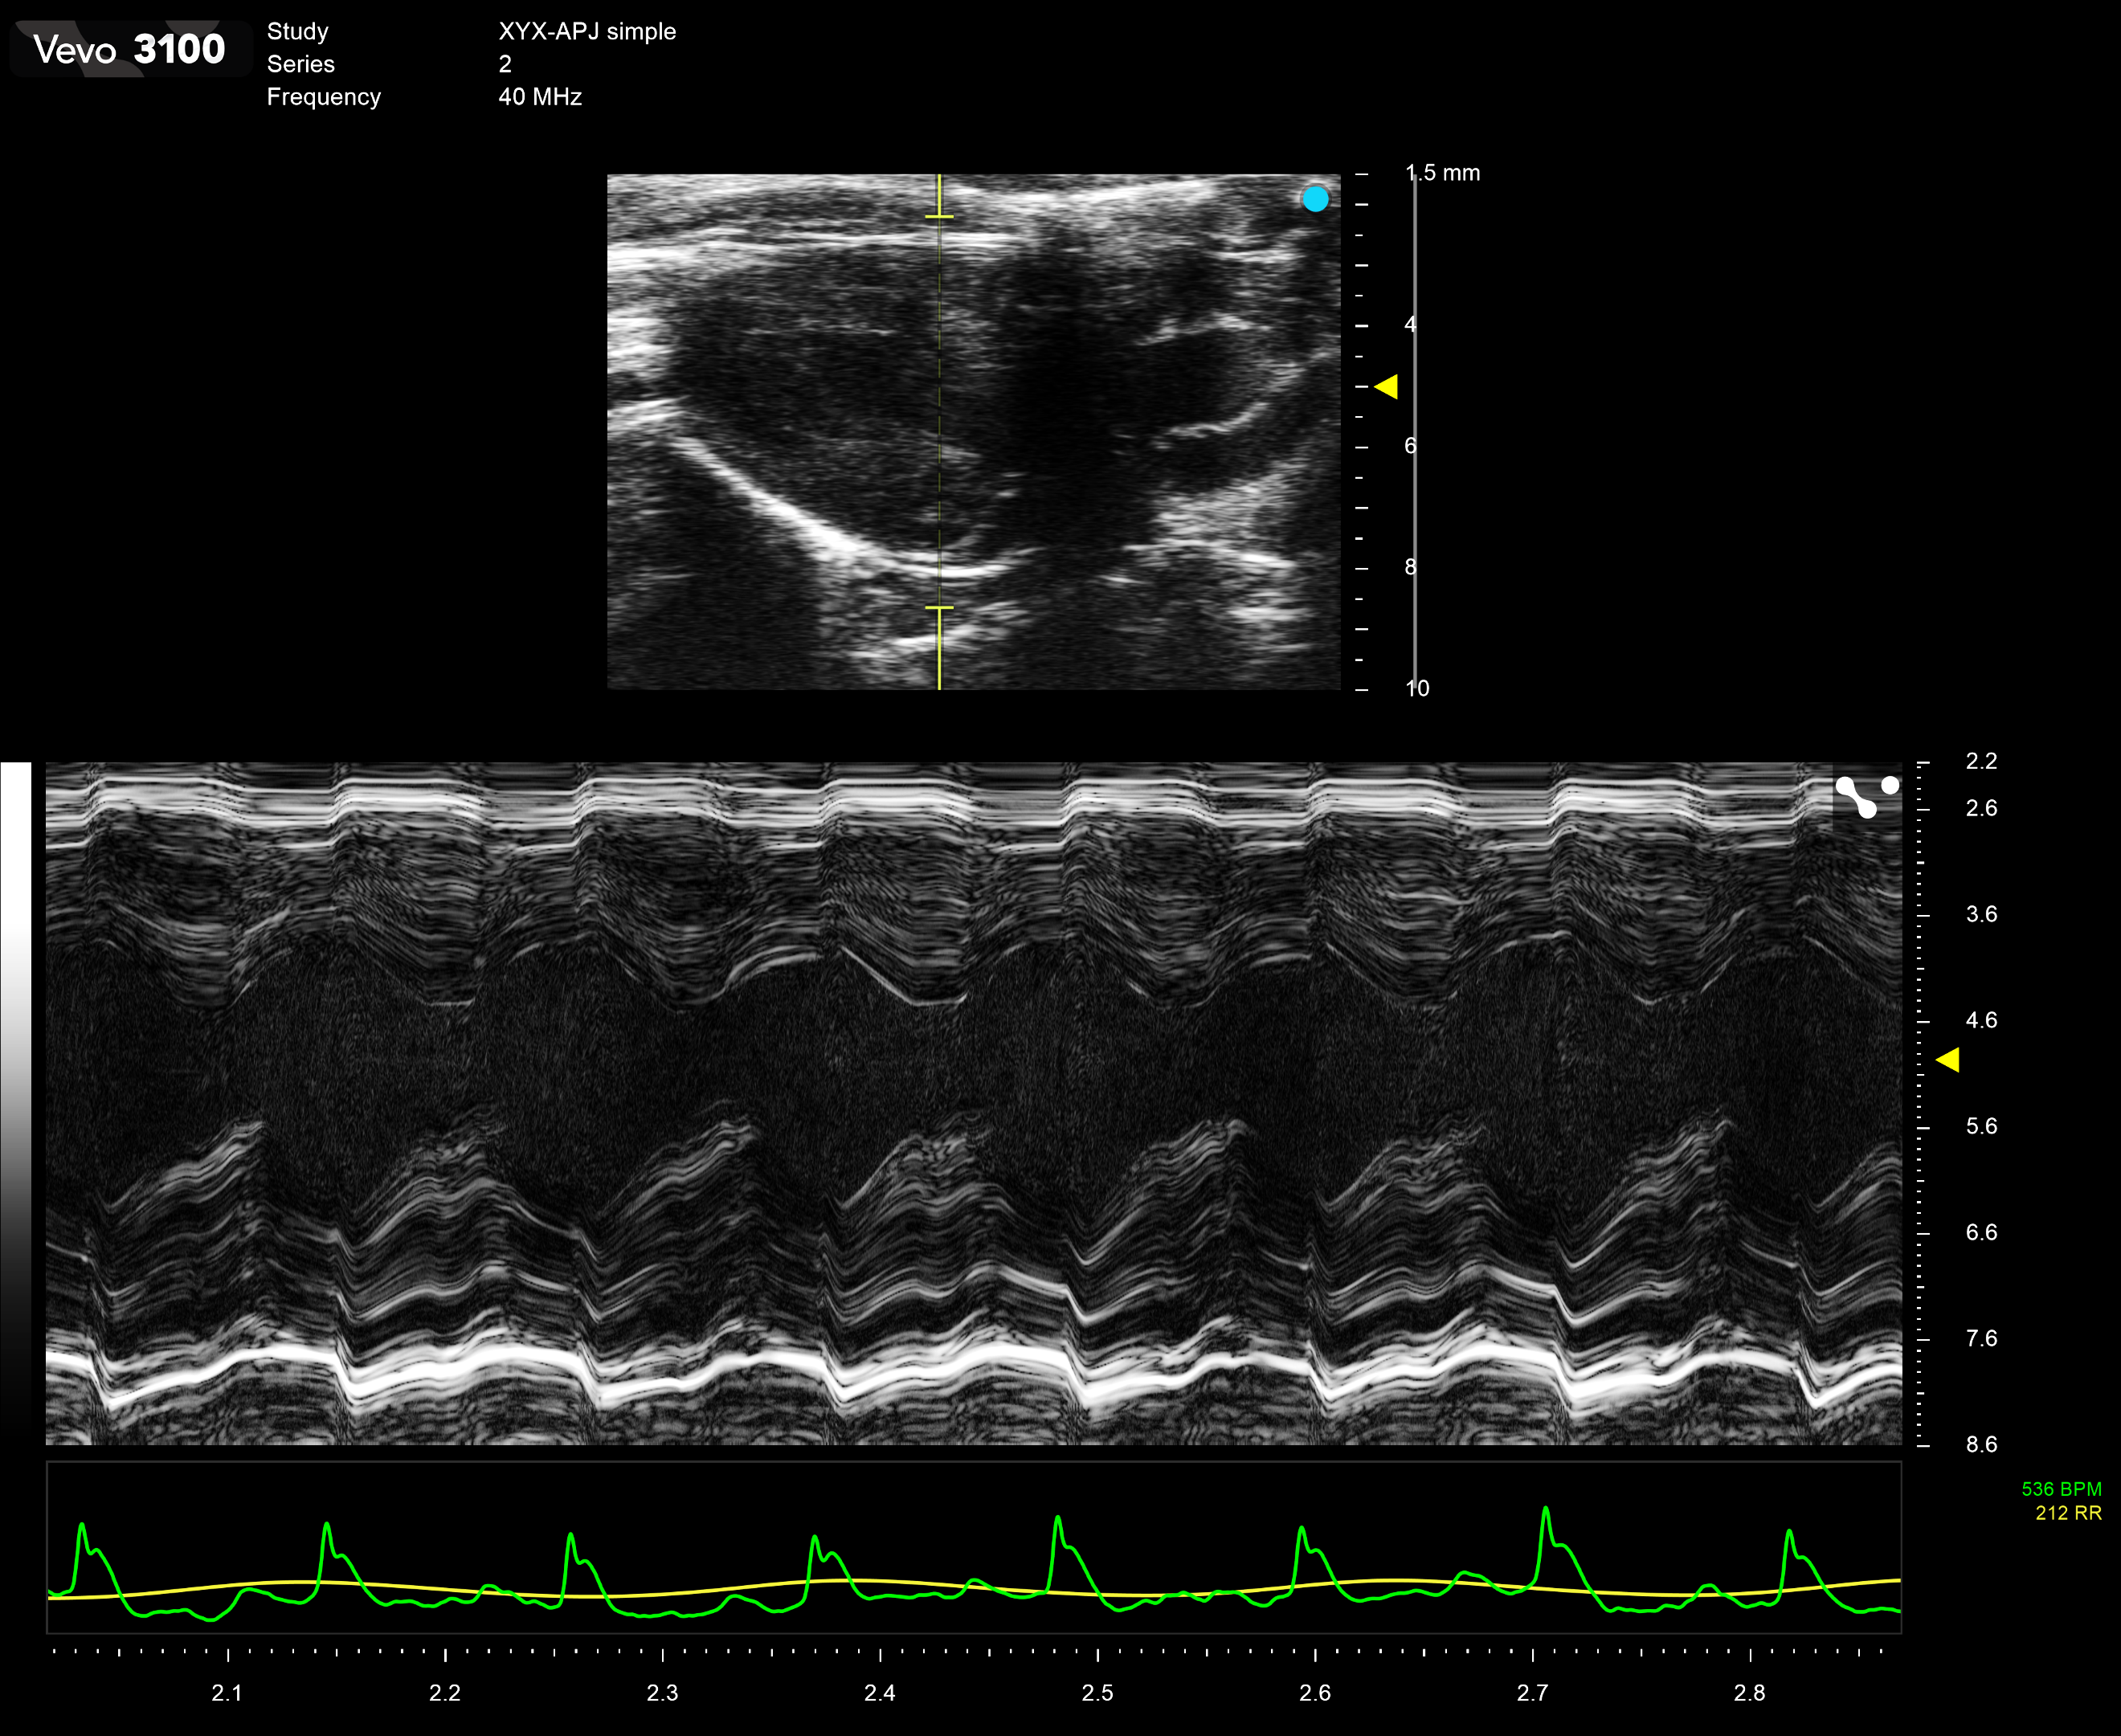 Vevo 3100
Study XYX-APJ simple
Series 2
Frequency 40 MHz
1.5 mm
4
6
8
10
2.2
2.6
3.6
4.6
5.6
6.6
7.6
8.6
536 BPM
212 RR
2.1 2.2 2.3 2.4 2.5 2.6 2.7 2.8